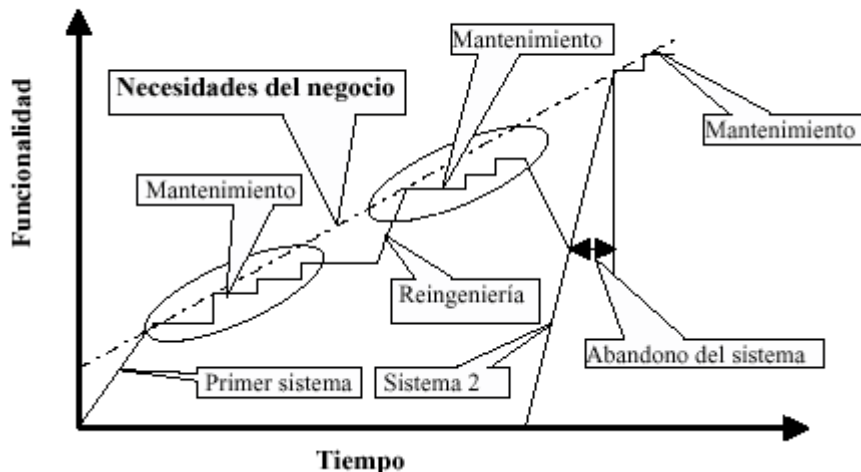 Mantenimiento
Necesidades del negocio
Mantenimiento
Mantenimiento
Funcionalidad
Reingeniería
Abandono del sistema
Primer sistema
Sistema 2
Tiempo